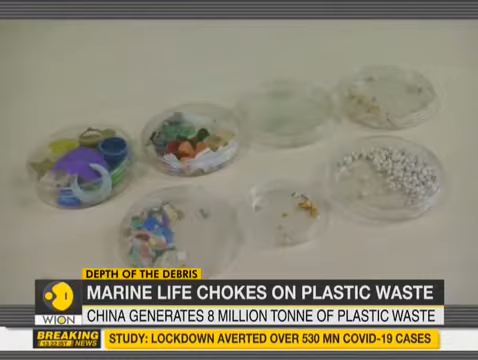 DEPTH OF THE DEBRIS
MARINE LIFE CHOKES ON PLASTIC WASTE
CHINA GENERATES 8 MILLION TONNE OF PLASTIC WASTE
WION
BREAKING
NEWS
STUDY: LOCKDOWN AVERTED OVER 530 MN COVID-19 CASES